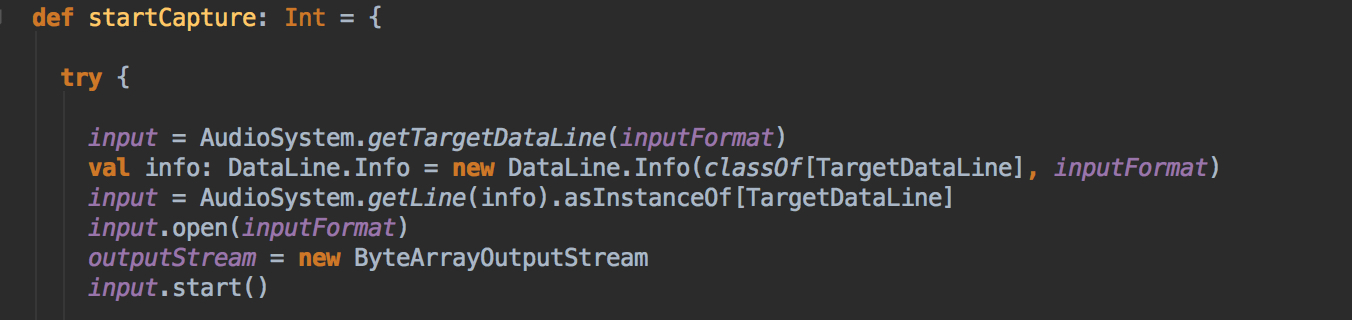 def startCapture: Int = {
try {
input = AudioSystem.getTargetDataLine(inputFormat)
val info: DataLine.Info = new DataLine.Info(classOf[TargetDataLine], inputFormat)
input = AudioSystem.getLine(info).asInstanceOf[TargetDataLine]
input.open(inputFormat)
outputStream = new ByteArrayOutputStream
input.start()